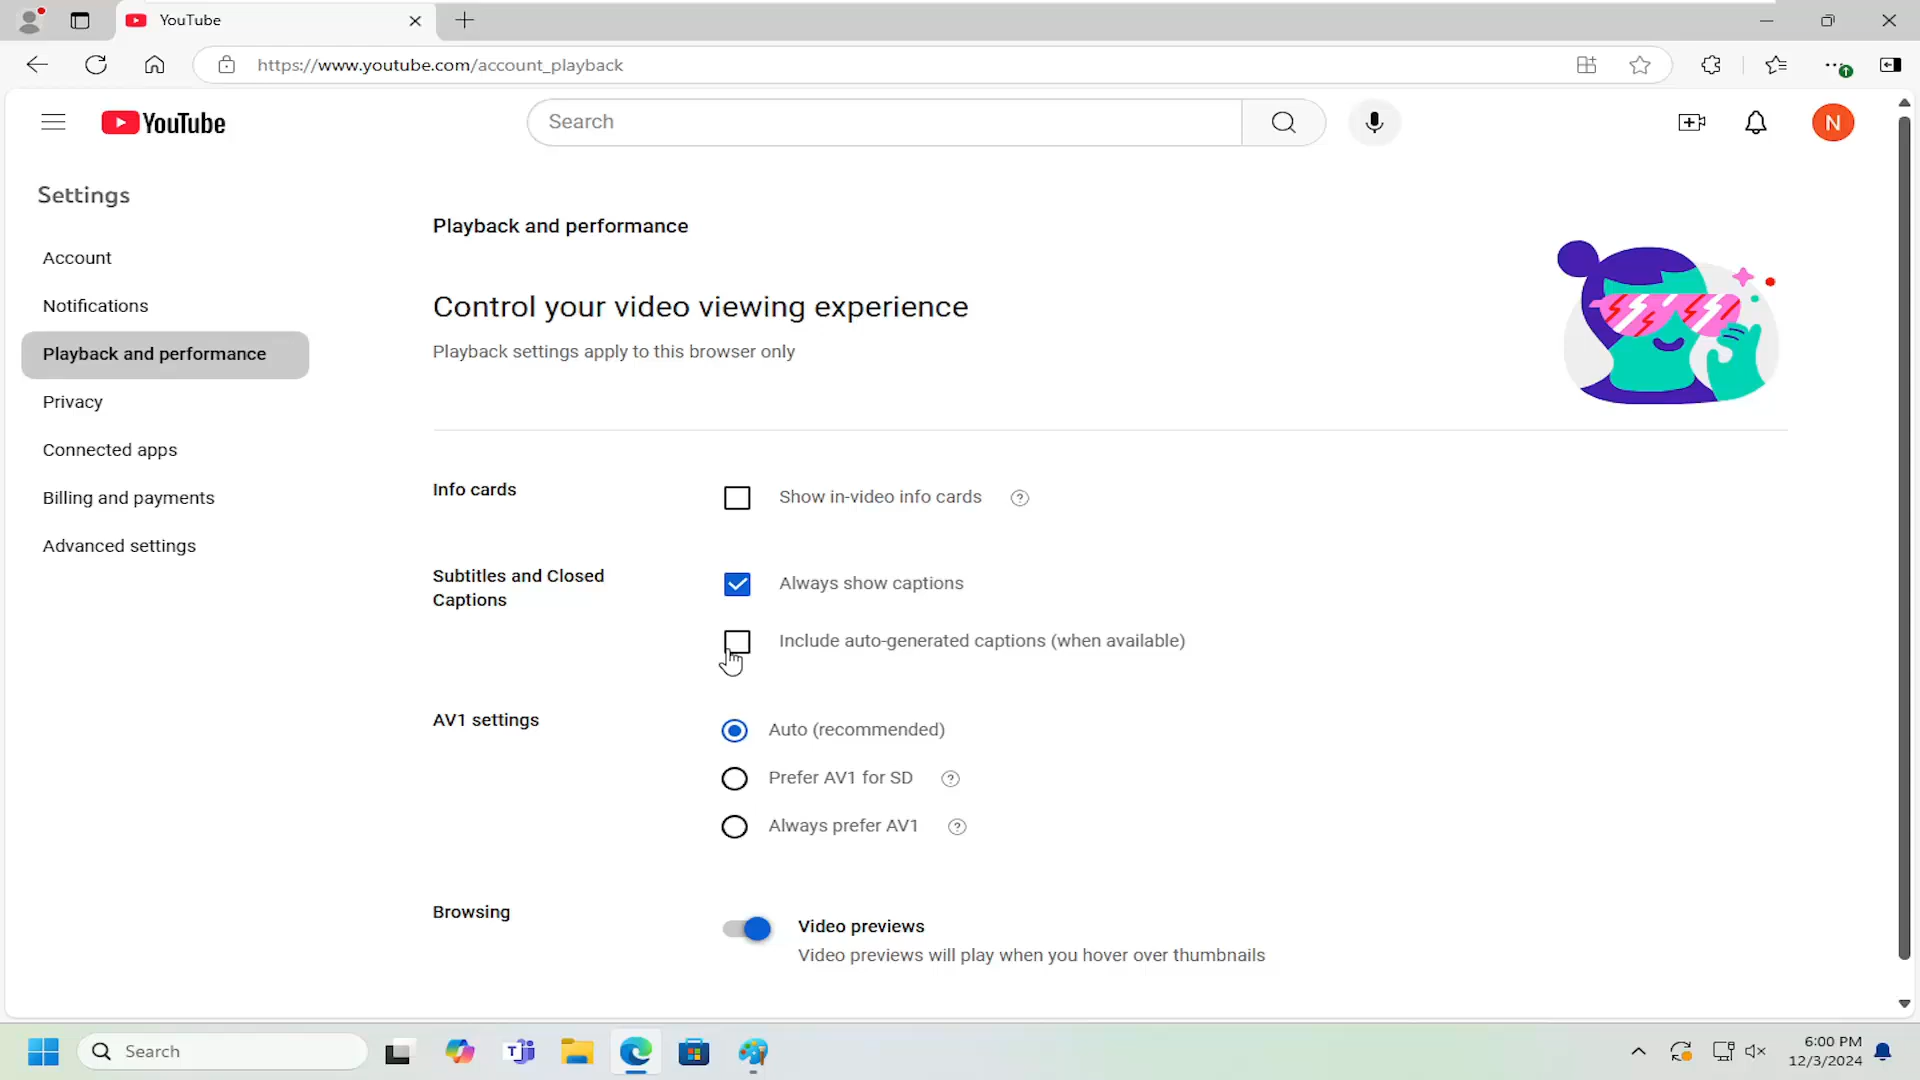 YouTube
https://www.youtube.com/account_playback
YouTube
Search
N
Settings
Account
Notifications
Playback and performance
Privacy
Connected apps
Billing and payments
Advanced settings
Playback and performance
Control your video viewing experience
Playback settings apply to this browser only
Info cards
Show in-video info cards
Subtitles and Closed
Captions
Always show captions
Include auto-generated captions (when available)
AV1 settings
Auto (recommended)
Prefer AV1 for SD
Always prefer AV1
Browsing
Video previews
Video previews will play when you hover over thumbnails
Search
6:00 PM
12/3/2024